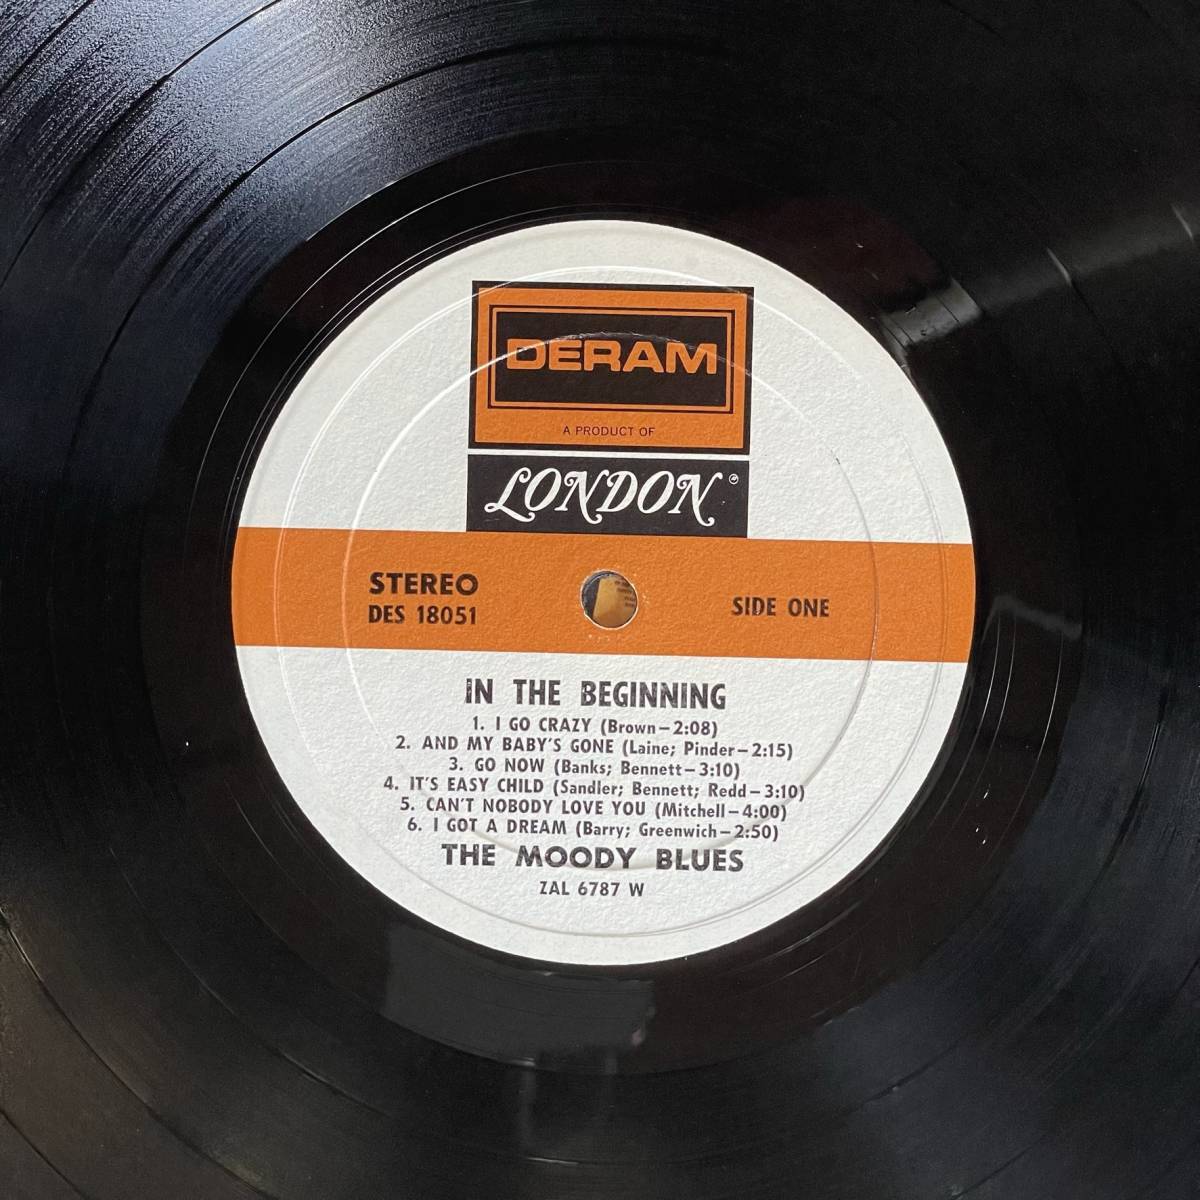 DERAM
A PRODUCT OF
LONDON®
STEREO
DES 18051
SIDE ONE
IN THE BEGINNING
1. I GO CRAZY (Brown–2:08)
2. AND MY BABY'S GONE (Laine; Pinder–2:15)
3. GO NOW (Banks; Bennett–3:10)
4. IT'S EASY CHILD (Sandler; Bennett; Redd–3:10)
5. CAN'T NOBODY LOVE YOU (Mitchell–4:00)
6. I GOT A DREAM (Barry; Greenwich–2:50)
THE MOODY BLUES
ZAL 6787 W